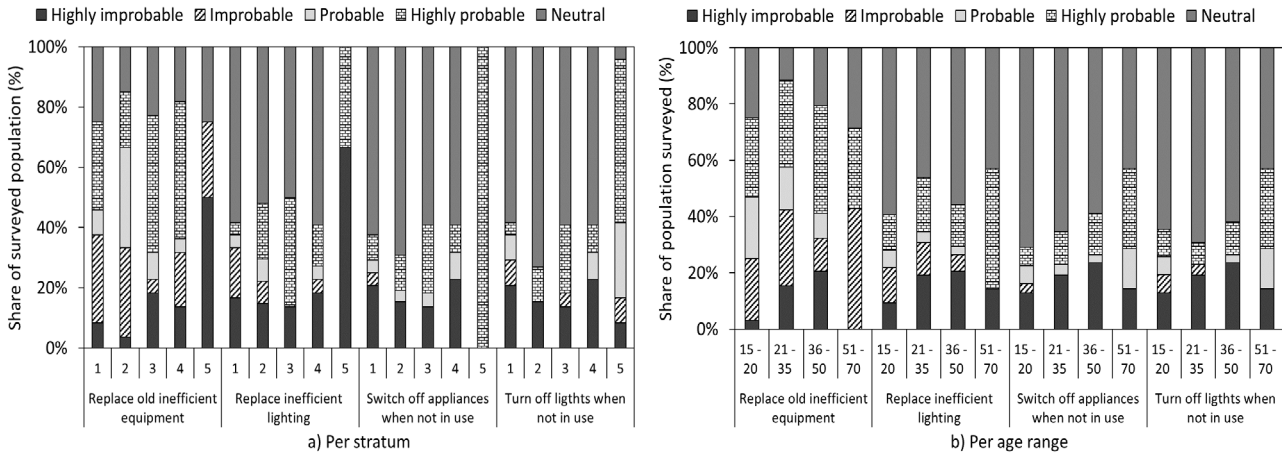 Highly improbable Improbable Probable Highly probable Neutral
Share of surveyed population (%)
100%
80%
60%
40%
20%
0%
1 2 3 4 5 1 2 3 4 5 1 2 3 4 5 1 2 3 4 5
Replace old inefficient Replace inefficient Switch off appliances Turn off ligthts when
equipment lighting when not in use not in use
a) Per stratum
Highly improbable Improbable Probable Highly probable Neutral
Share of population surveyed (%)
100%
80%
60%
40%
20%
0%
15 - 21 - 36 - 51 - 15 - 21 - 36 - 51 - 15 - 21 - 36 - 51 - 15 - 21 - 36 - 51 -
20 35 50 70 20 35 50 70 20 35 50 70 20 35 50 70
Replace old inefficient Replace inefficient Switch off appliances Turn off ligthts when
equipment lighting when not in use not in use
b) Per age range